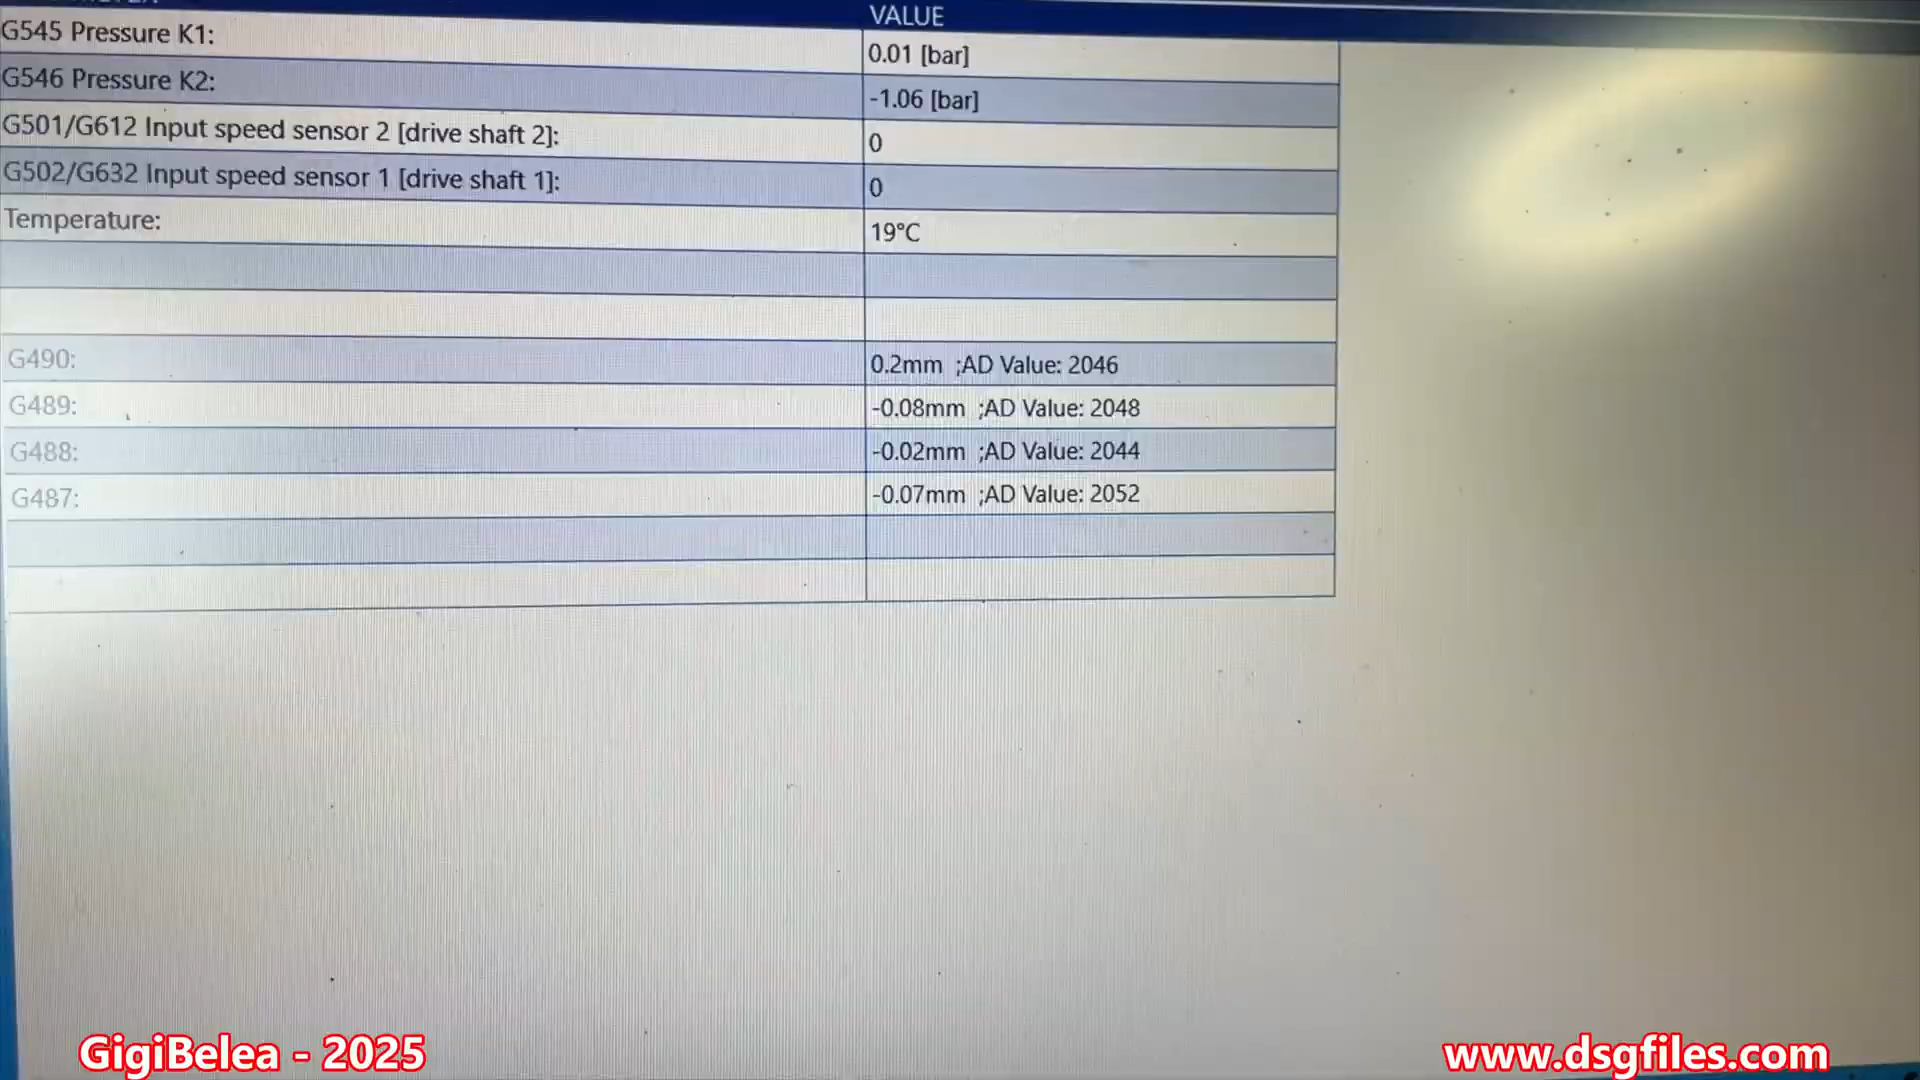 VALUE
G545 Pressure K1: 0.01 [bar]
G546 Pressure K2: -1.06 [bar]
G501/G612 Input speed sensor 2 [drive shaft 2]: 0
G502/G632 Input speed sensor 1 [drive shaft 1]: 0
Temperature: 19°C
G490: 0.2mm ;AD Value: 2046
G489: -0.08mm ;AD Value: 2048
G488: -0.02mm ;AD Value: 2044
G487: -0.07mm ;AD Value: 2052
GigiBelea - 2025
www.dsgfiles.com